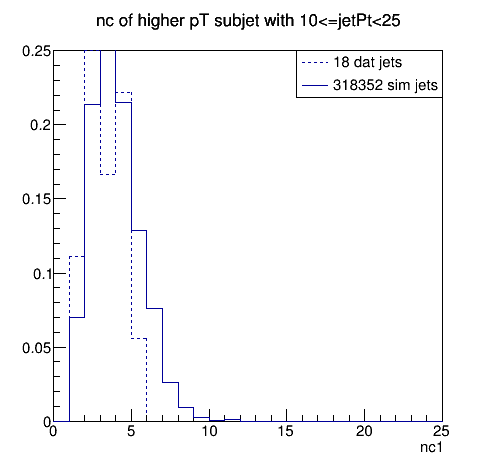 nc of higher pT subjet with 10<=jetPt<25
18 dat jets
318352 sim jets
0.25
0.2
0.15
0.1
0.05
0
0 5 10 15 20 25
nc1